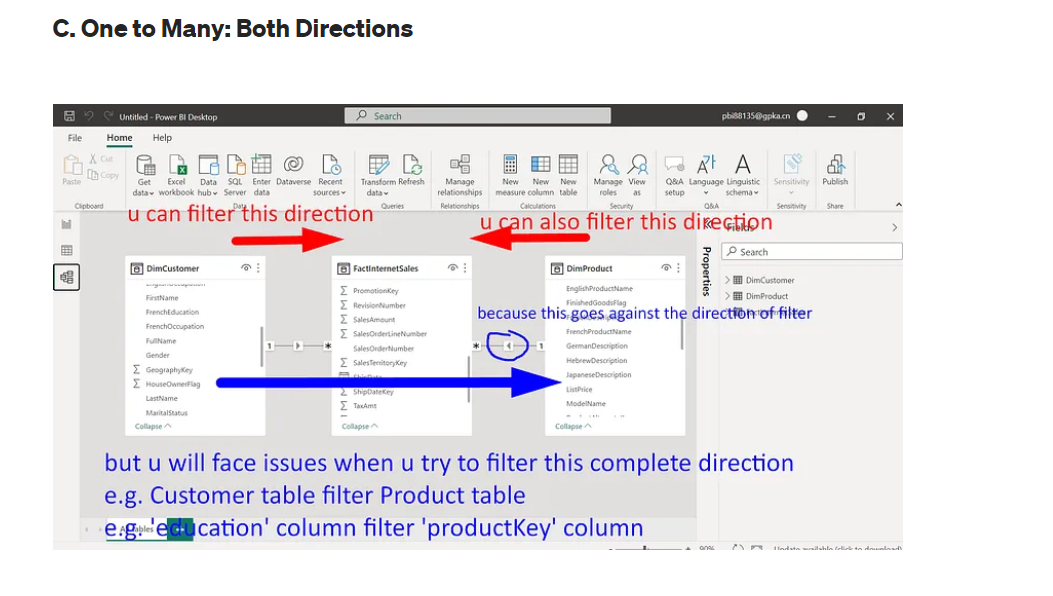 C. One to Many: Both Directions
Untitled - Power BI Desktop
Search
pbi88135@gpka.cn
File Home Help
Paste
Cut
Copy
Get data
Excel workbook
Data hub
SQL Server
Enter data
Dataverse
Recent sources
Transform data
Refresh
Manage relationships
New measure
New column
New table
Manage roles
View as
Q&A setup
Language
Linguistic schema
Sensitivity
Publish
Clipboard
Data
Queries
Relationships
Calculations
Security
Q&A
Sensitivity
Share
u can filter this direction
u can also filter this direction
Fields
Search
Properties
DimCustomer
DimProduct
DimCustomer
FirstName
FrenchEducation
FrenchOccupation
FullName
Gender
GeographyKey
HouseOwnerFlag
LastName
MaritalStatus
Collapse
1
*
FactInternetSales
PromotionKey
RevisionNumber
SalesAmount
SalesOrderLineNumber
SalesOrderNumber
SalesTerritoryKey
ShipDate
ShipDateKey
TaxAmt
Collapse
*
1
DimProduct
EnglishProductName
FinishedGoodsFlag
FrenchProductName
GermanDescription
HebrewDescription
JapaneseDescription
ListPrice
ModelName
Collapse
because this goes against the direction of filter
but u will face issues when u try to filter this complete direction
e.g. Customer table filter Product table
e.g. 'education' column filter 'productKey' column
90%
Update available (click to download)